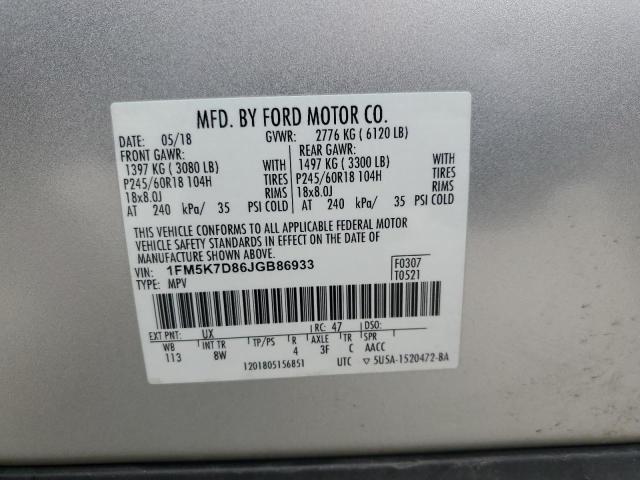 MFD. BY FORD MOTOR CO.
DATE: 05/18 GVWR: 2776 KG ( 6120 LB)
FRONT GAWR: REAR GAWR:
1397 KG ( 3080 LB) WITH 1497 KG ( 3300 LB) WITH
P245/60R18 104H TIRES P245/60R18 104H TIRES
18x8.0J RIMS 18x8.0J RIMS
AT 240 kPa/ 35 PSI COLD AT 240 kPa/ 35 PSI COLD
THIS VEHICLE CONFORMS TO ALL APPLICABLE FEDERAL MOTOR
VEHICLE SAFETY STANDARDS IN EFFECT ON THE DATE OF
MANUFACTURE SHOWN ABOVE.
VIN: 1FM5K7D86JGB86933 F0307
TYPE: MPV T0521
EXT PNT: UX RC: 47 DSO:
WB INT TR TP/PS R AXLE TR SPR
113 8W 4 3F C AACC
1201805156851 UTC ▽ 5U5A-1520472-BA